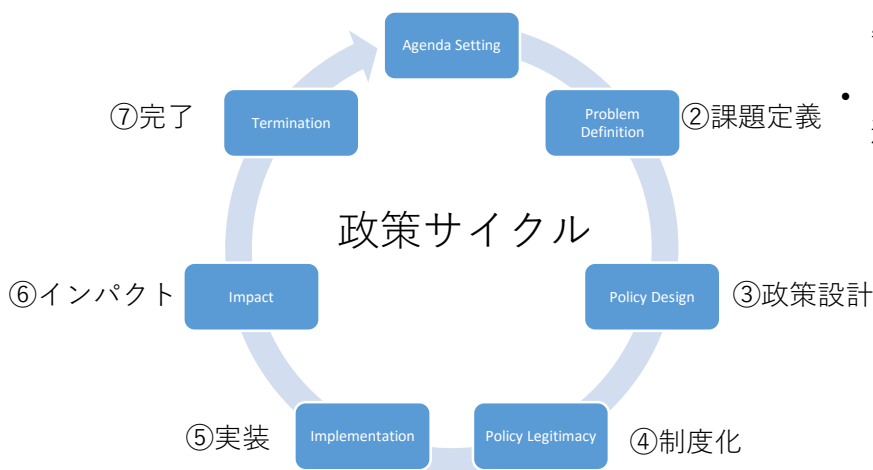 Agenda Setting
⑦完了
Termination
Problem
Definition
②課題定義
•
政策サイクル
⑥インパクト
Impact
Policy Design
③政策設計
⑤実装
Implementation
Policy Legitimacy
④制度化